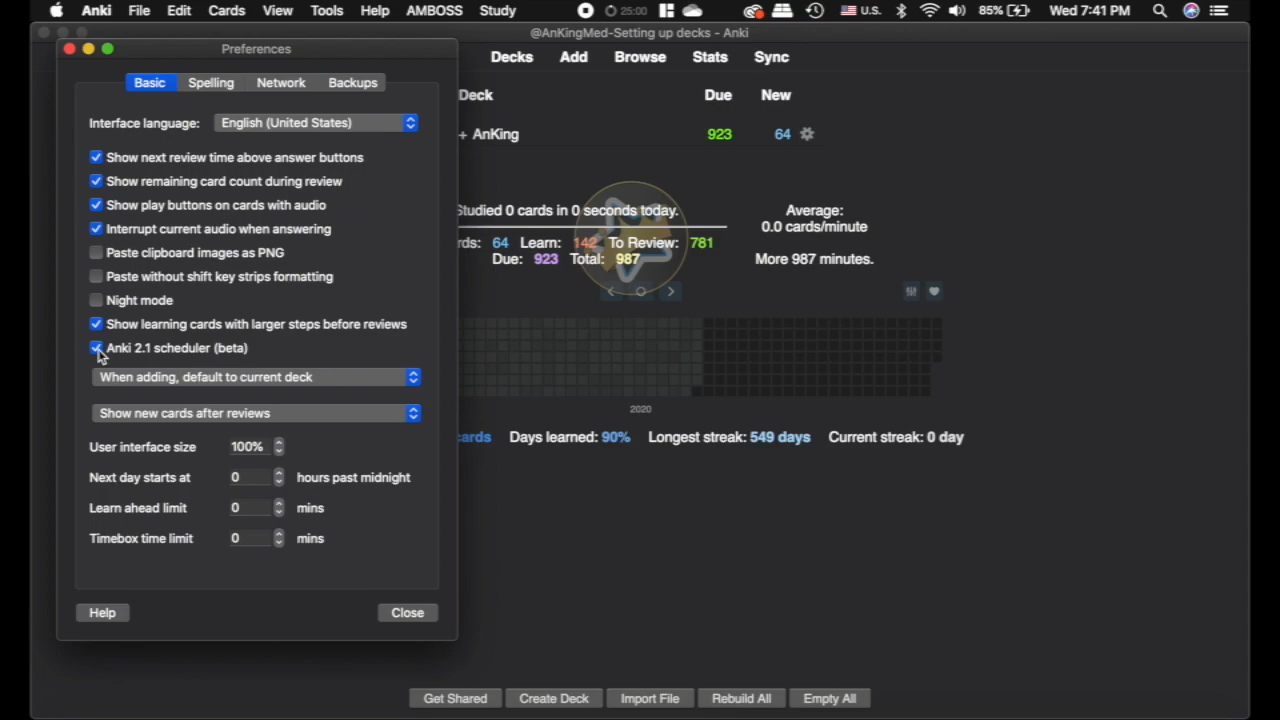 Anki File Edit Cards View Tools Help AMBOSS Study 25:00 U.S. 85% Wed 7:41 PM
@AnKingMed-Setting up decks - Anki
Preferences
Decks Add Browse Stats Sync
Basic Spelling Network Backups
Deck Due New
Interface language: English (United States)
+ AnKing 923 64
Show next review time above answer buttons
Show remaining card count during review
Show play buttons on cards with audio
Interrupt current audio when answering
Paste clipboard images as PNG
Paste without shift key strips formatting
Night mode
Show learning cards with larger steps before reviews
Anki 2.1 scheduler (beta)
When adding, default to current deck
Show new cards after reviews
User interface size 100%
Next day starts at 0 hours past midnight
Learn ahead limit 0 mins
Timebox time limit 0 mins
Help Close
Studied 0 cards in 0 seconds today.
rds: 64 Learn: 142 To Review: 781
Due: 923 Total: 987
Average:
0.0 cards/minute
More 987 minutes.
2020
cards Days learned: 90% Longest streak: 549 days Current streak: 0 day
Get Shared Create Deck Import File Rebuild All Empty All